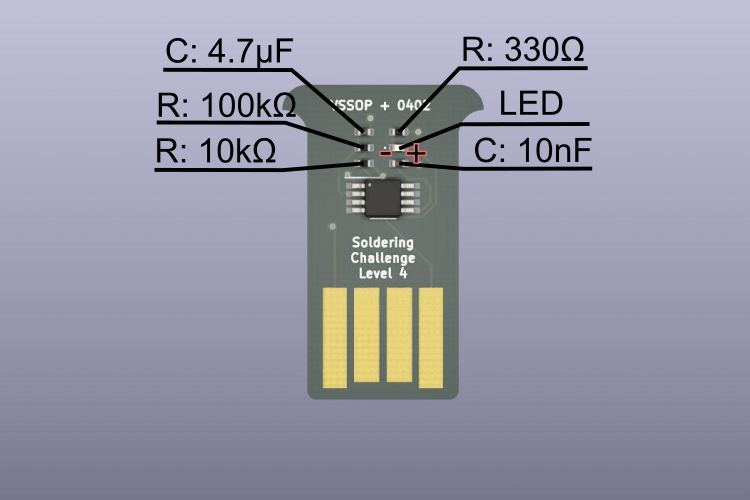 C: 4.7µF
R: 330Ω
R: 100kΩ
VSSOP + 0402
LED
R: 10kΩ
- +
C: 10nF
Soldering
Challenge
Level 4